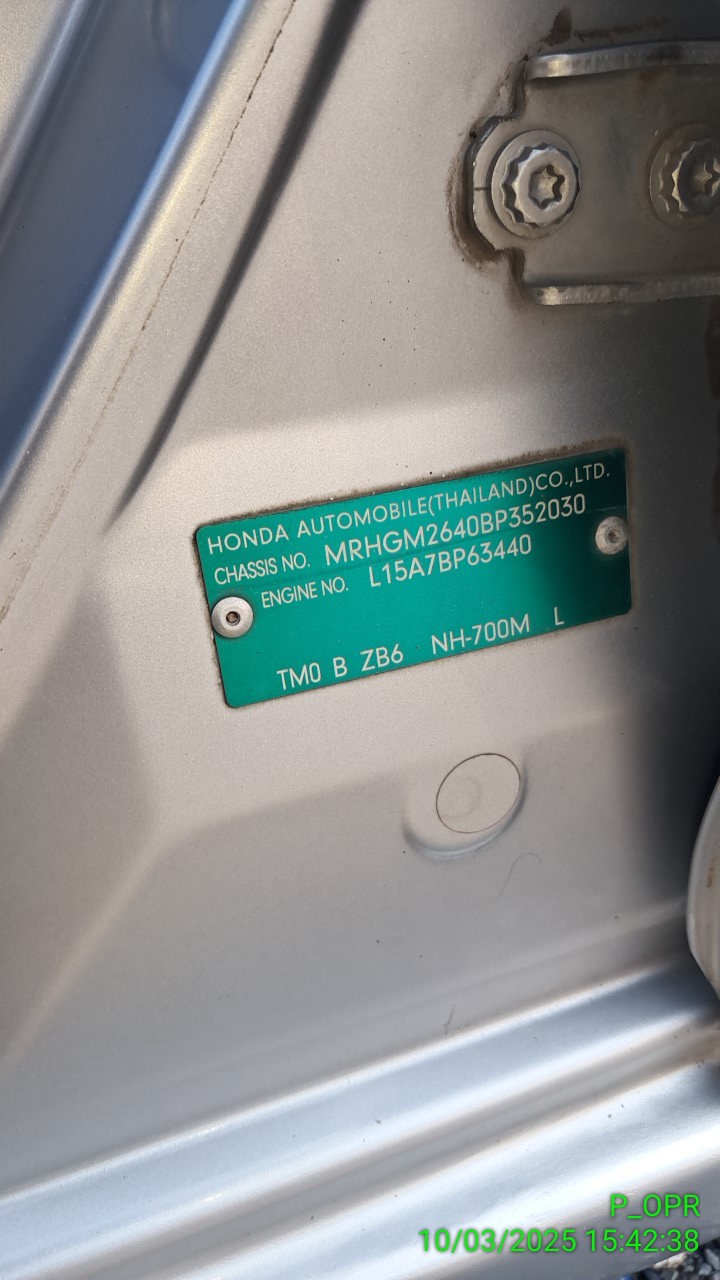 HONDA AUTOMOBILE(THAILAND)CO.,LTD.
CHASSIS NO. MRHGM2640BP352030
ENGINE NO. L15A7BP63440
TM0 B ZB6 NH-700M L
P_OPR
10/03/2025 15:42:38